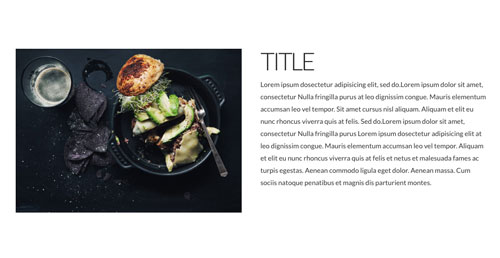 TITLE
Lorem ipsum dosectetur adipisicing elit, sed do.Lorem ipsum dolor sit amet,
consectetur Nulla fringilla purus at leo dignissim congue. Mauris elementum
accumsan leo vel tempor. Sit amet cursus nisl aliquam. Aliquam et elit eu
nunc rhoncus viverra quis at felis. Sed do.Lorem ipsum dolor sit amet,
consectetur Nulla fringilla purus Lorem ipsum dosectetur adipisicing elit at
leo dignissim congue. Mauris elementum accumsan leo vel tempor. Aliquam
et elit eu nunc rhoncus viverra quis at felis et netus et malesuada fames ac
turpis egestas. Aenean commodo ligula eget dolor. Aenean massa. Cum
sociis natoque penatibus et magnis dis parturient montes.